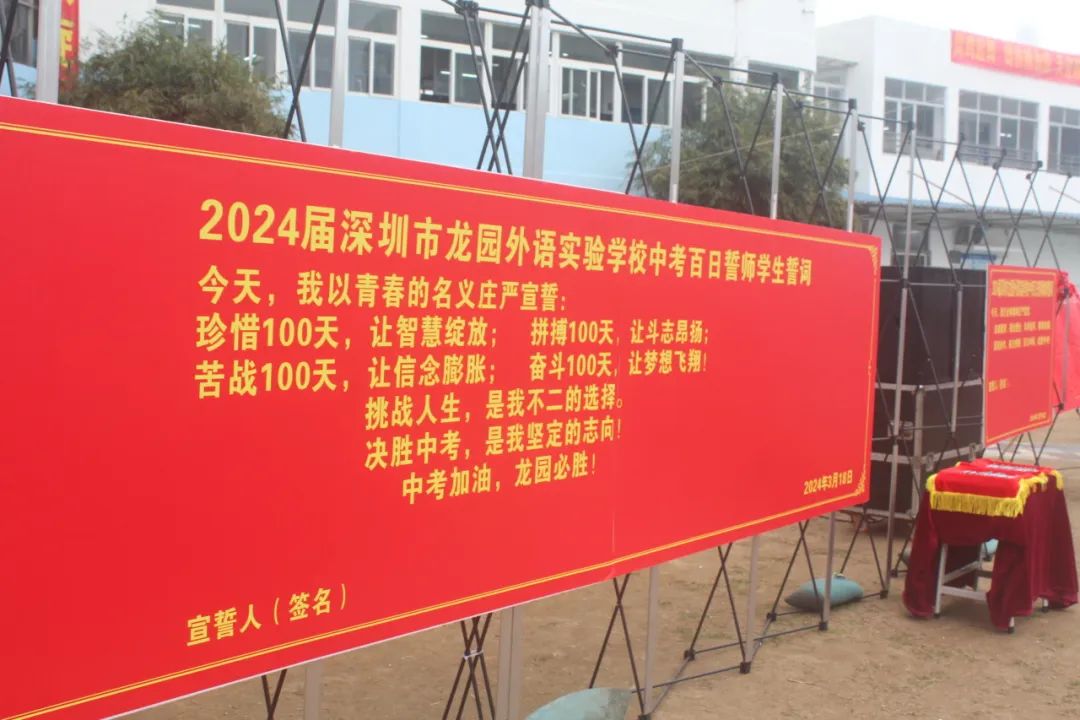 2024届深圳市龙园外语实验学校中考百日誓师学生誓词
今天，我以青春的名义庄严宣誓：
珍惜100天，让智慧绽放； 拼搏100天，让斗志昂扬；
苦战100天，让信念膨胀； 奋斗100天，让梦想飞翔！
挑战人生，是我不二的选择。
决胜中考，是我坚定的志向！
中考加油，龙园必胜！
2024年3月18日
宣誓人（签名）